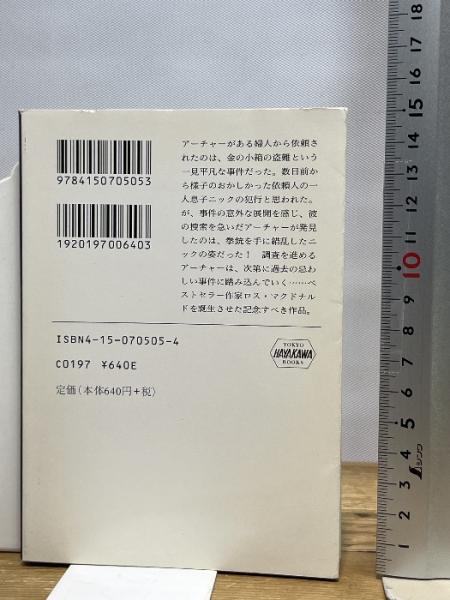 アーチャーがある婦人から依頼さ
れたのは、金の小箱の盗難という
一見平凡な事件だった。数日前から
様子のおかしかった依頼人の一
人息子ニックの犯行と思われた。
が、事件の意外な展開を感じ、彼
の捜索を急いだアーチャーが発見
したのは、拳銃を手に錯乱したニ
ックの姿だった! 調査を進める
アーチャーは、次第に過去の忌わ
しい事件に踏み込んでいく……ベ
ストセラー作家ロス・マクドナル
ドを誕生させた記念すべき作品。
9784150705053
1920197006403
ISBN4-15-070505-4
C0197 ¥640E
定価(本体640円+税)
TOKYO
HAYAKAWA
BOOKS
18
17
16
15
14
13
12
11
10
9
8
7
6
5
4
3
2
1
シンワ